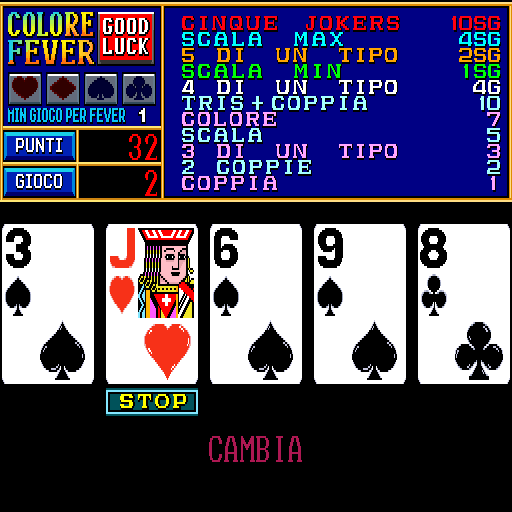 COLORE
FEVER
GOOD
LUCK
MIN GIOCO PER FEVER 1
PUNTI 32
GIOCO 2
CINQUE JOKERS 10SG
SCALA MAX 4SG
5 DI UN TIPO 2SG
SCALA MIN 1SG
4 DI UN TIPO 4G
TRIS+COPPIA 10
COLORE 7
SCALA 5
3 DI UN TIPO 3
2 COPPIE 2
COPPIA 1
3 J 6 9 8
STOP
CAMBIA